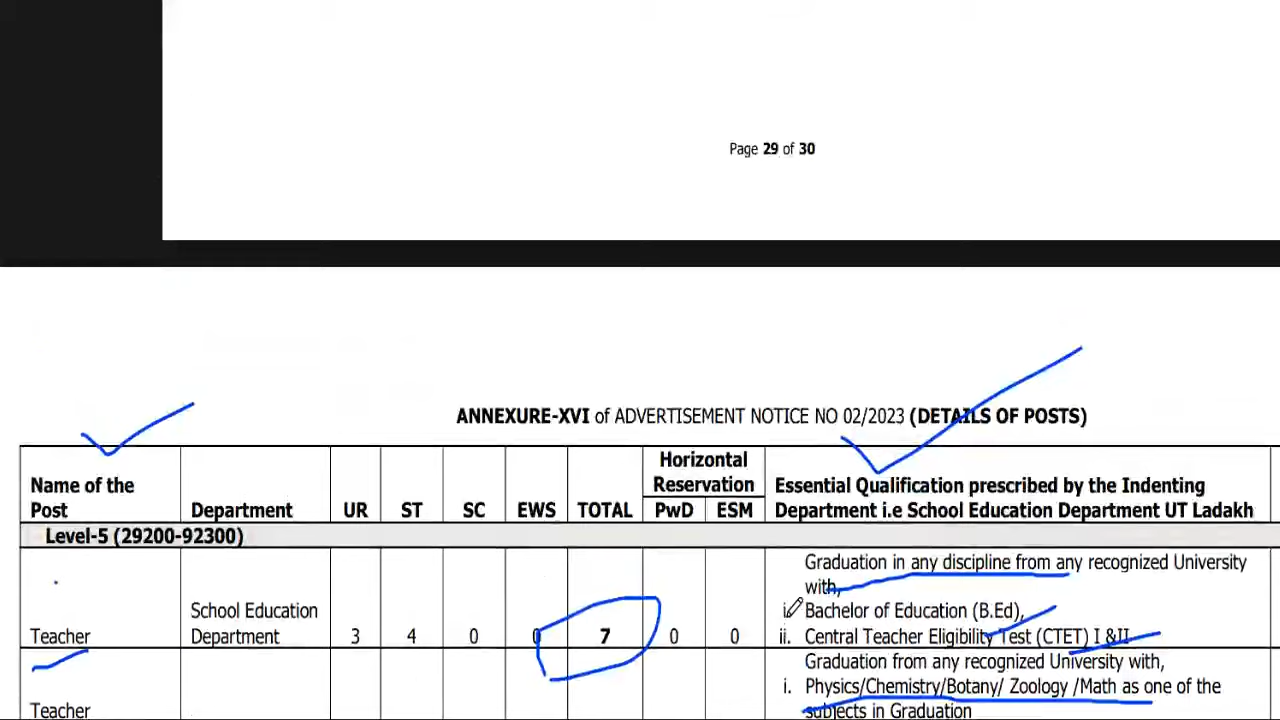 Page 29 of 30
ANNEXURE-XVI of ADVERTISEMENT NOTICE NO 02/2023 (DETAILS OF POSTS)
Name of the Post
Department
UR
ST
SC
EWS
TOTAL
Horizontal Reservation
PwD
ESM
Essential Qualification prescribed by the Indenting
Department i.e School Education Department UT Ladakh
Level-5 (29200-92300)
Teacher
School Education
Department
3
4
0
0
7
0
0
Graduation in any discipline from any recognized University
with,
i. Bachelor of Education (B.Ed),
ii. Central Teacher Eligibility Test (CTET) I &II
Teacher
Graduation from any recognized University with,
i. Physics/Chemistry/Botany/ Zoology /Math as one of the
subjects in Graduation